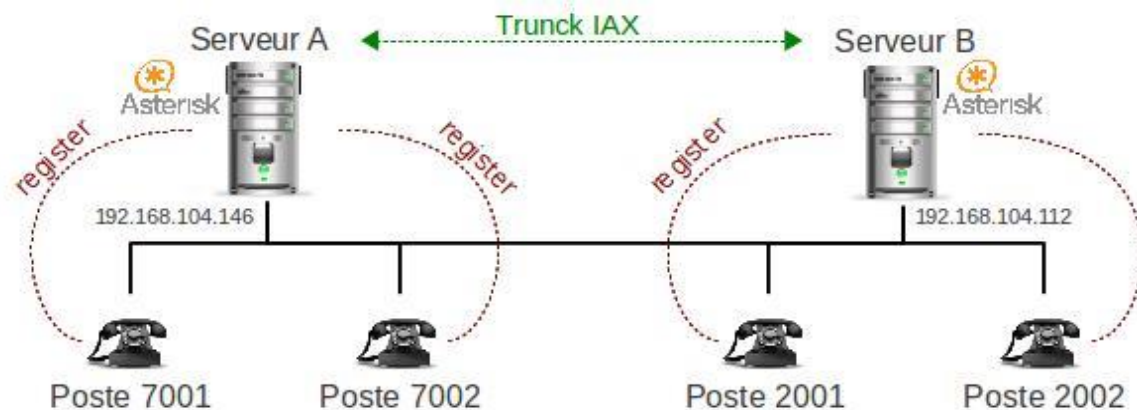 Trunck IAX
Serveur A
Serveur B
Asterisk
Asterisk
register
register
register
192.168.104.146
192.168.104.112
Poste 7001
Poste 7002
Poste 2001
Poste 2002